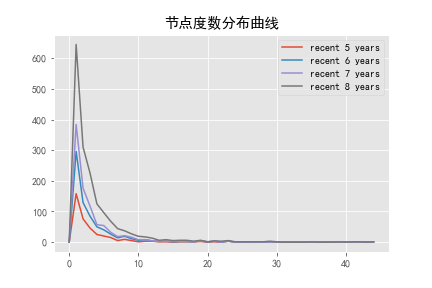 节点度数分布曲线
recent 5 years
recent 6 years
recent 7 years
recent 8 years
600
500
400
300
200
100
0
0 10 20 30 40